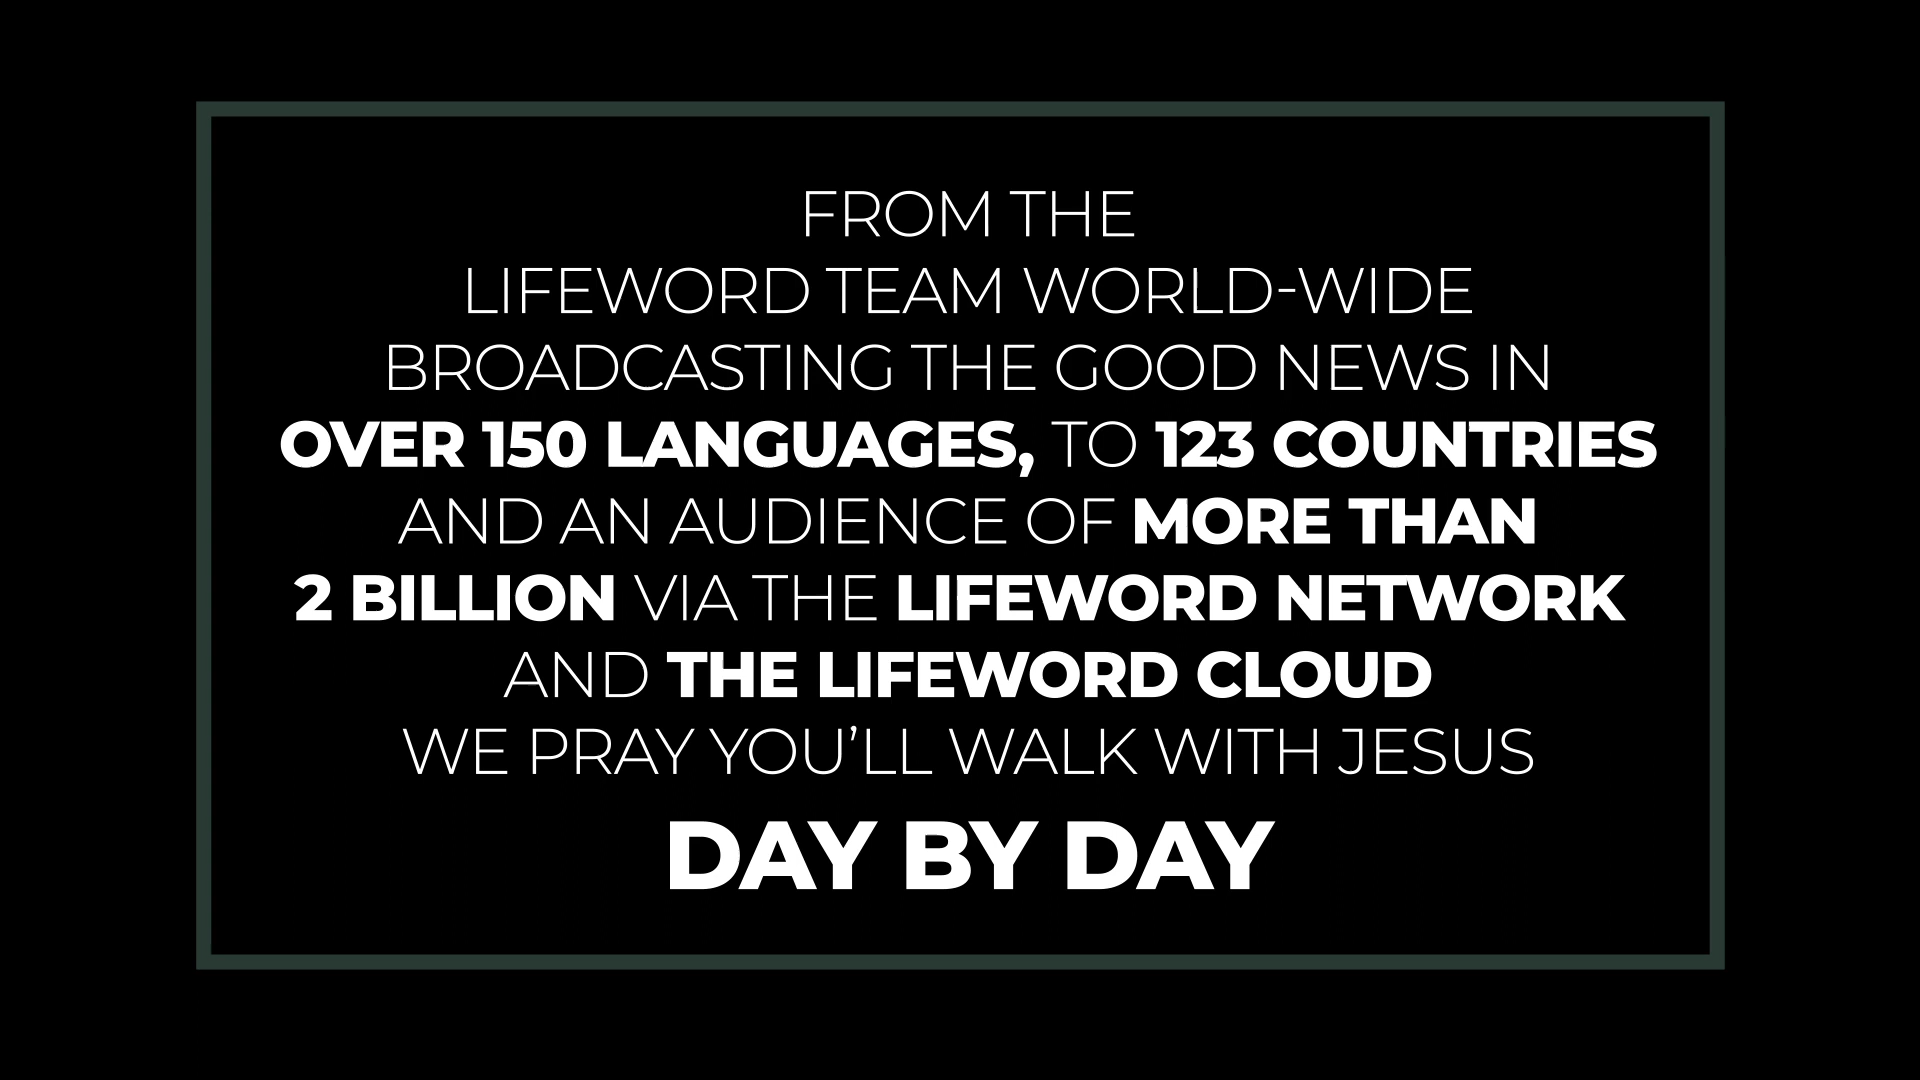 FROM THE
LIFEWORD TEAM WORLD-WIDE
BROADCASTING THE GOOD NEWS IN
OVER 150 LANGUAGES, TO 123 COUNTRIES
AND AN AUDIENCE OF MORE THAN
2 BILLION VIA THE LIFEWORD NETWORK
AND THE LIFEWORD CLOUD
WE PRAY YOU’LL WALK WITH JESUS
DAY BY DAY